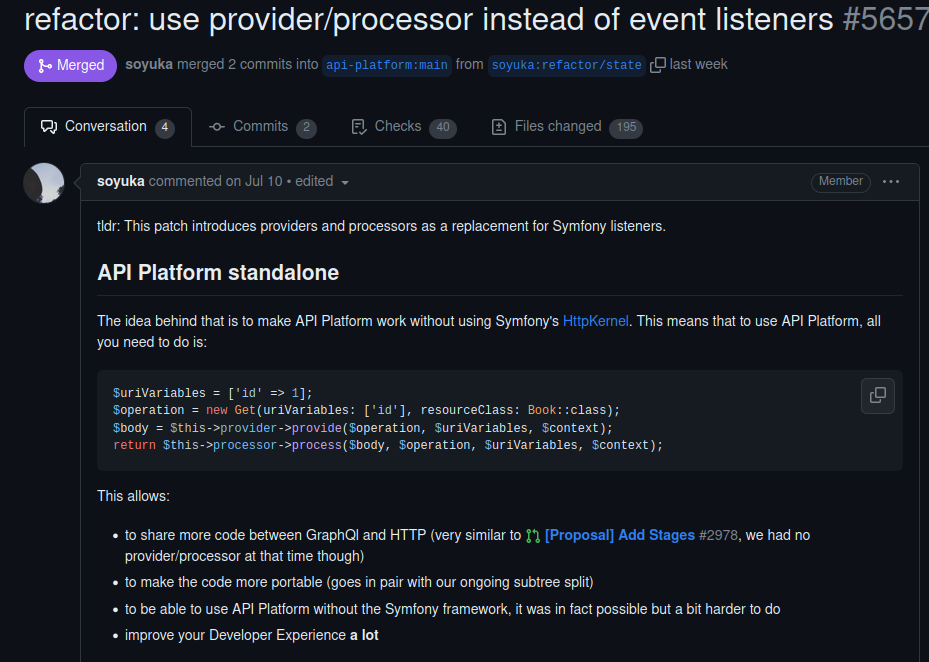 refactor: use provider/processor instead of event listeners #5657
Merged soyuka merged 2 commits into api-platform:main from soyuka:refactor/state last week
Conversation 4 Commits 2 Checks 40 Files changed 195
soyuka commented on Jul 10 • edited Member
tldr: This patch introduces providers and processors as a replacement for Symfony listeners.
API Platform standalone
The idea behind that is to make API Platform work without using Symfony's HttpKernel. This means that to use API Platform, all
you need to do is:
$uriVariables = ['id' => 1];
$operation = new Get(uriVariables: ['id'], resourceClass: Book::class);
$body = $this->provider->provide($operation, $uriVariables, $context);
return $this->processor->process($body, $operation, $uriVariables, $context);
This allows:
• to share more code between GraphQl and HTTP (very similar to [Proposal] Add Stages #2978, we had no
provider/processor at that time though)
• to make the code more portable (goes in pair with our ongoing subtree split)
• to be able to use API Platform without the Symfony framework, it was in fact possible but a bit harder to do
• improve your Developer Experience a lot